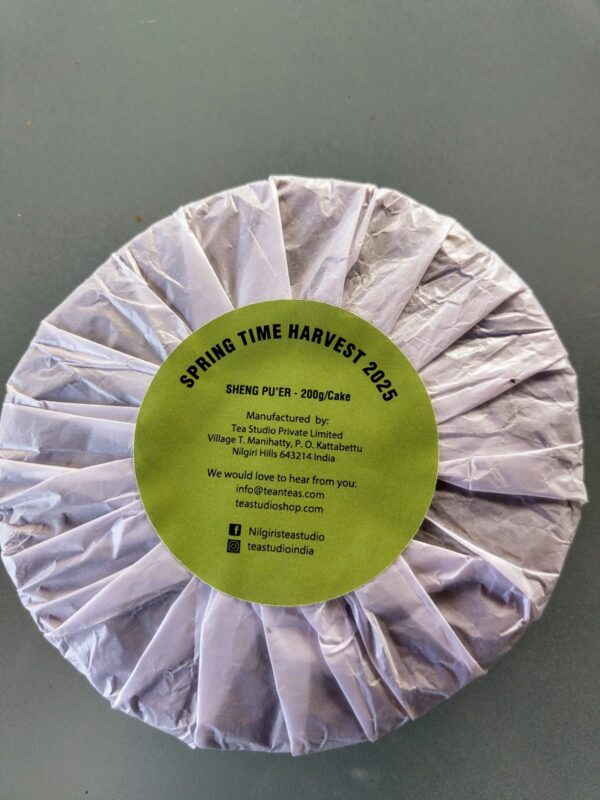 SPRING TIME HARVEST 2025
SHENG PU'ER - 200g/Cake
Manufactured by:
Tea Studio Private Limited
Village T. Manihatty, P. O. Kattabettu
Nilgiri Hills 643214 India
We would love to hear from you:
info@teanteas.com
teastudioshop.com
Nilgiristeastudio
teastudioindia